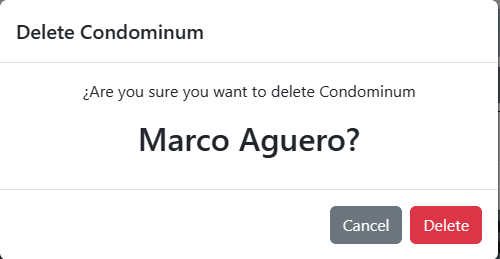 Delete Condominum
¿Are you sure you want to delete Condominum
Marco Aguero?
Cancel Delete